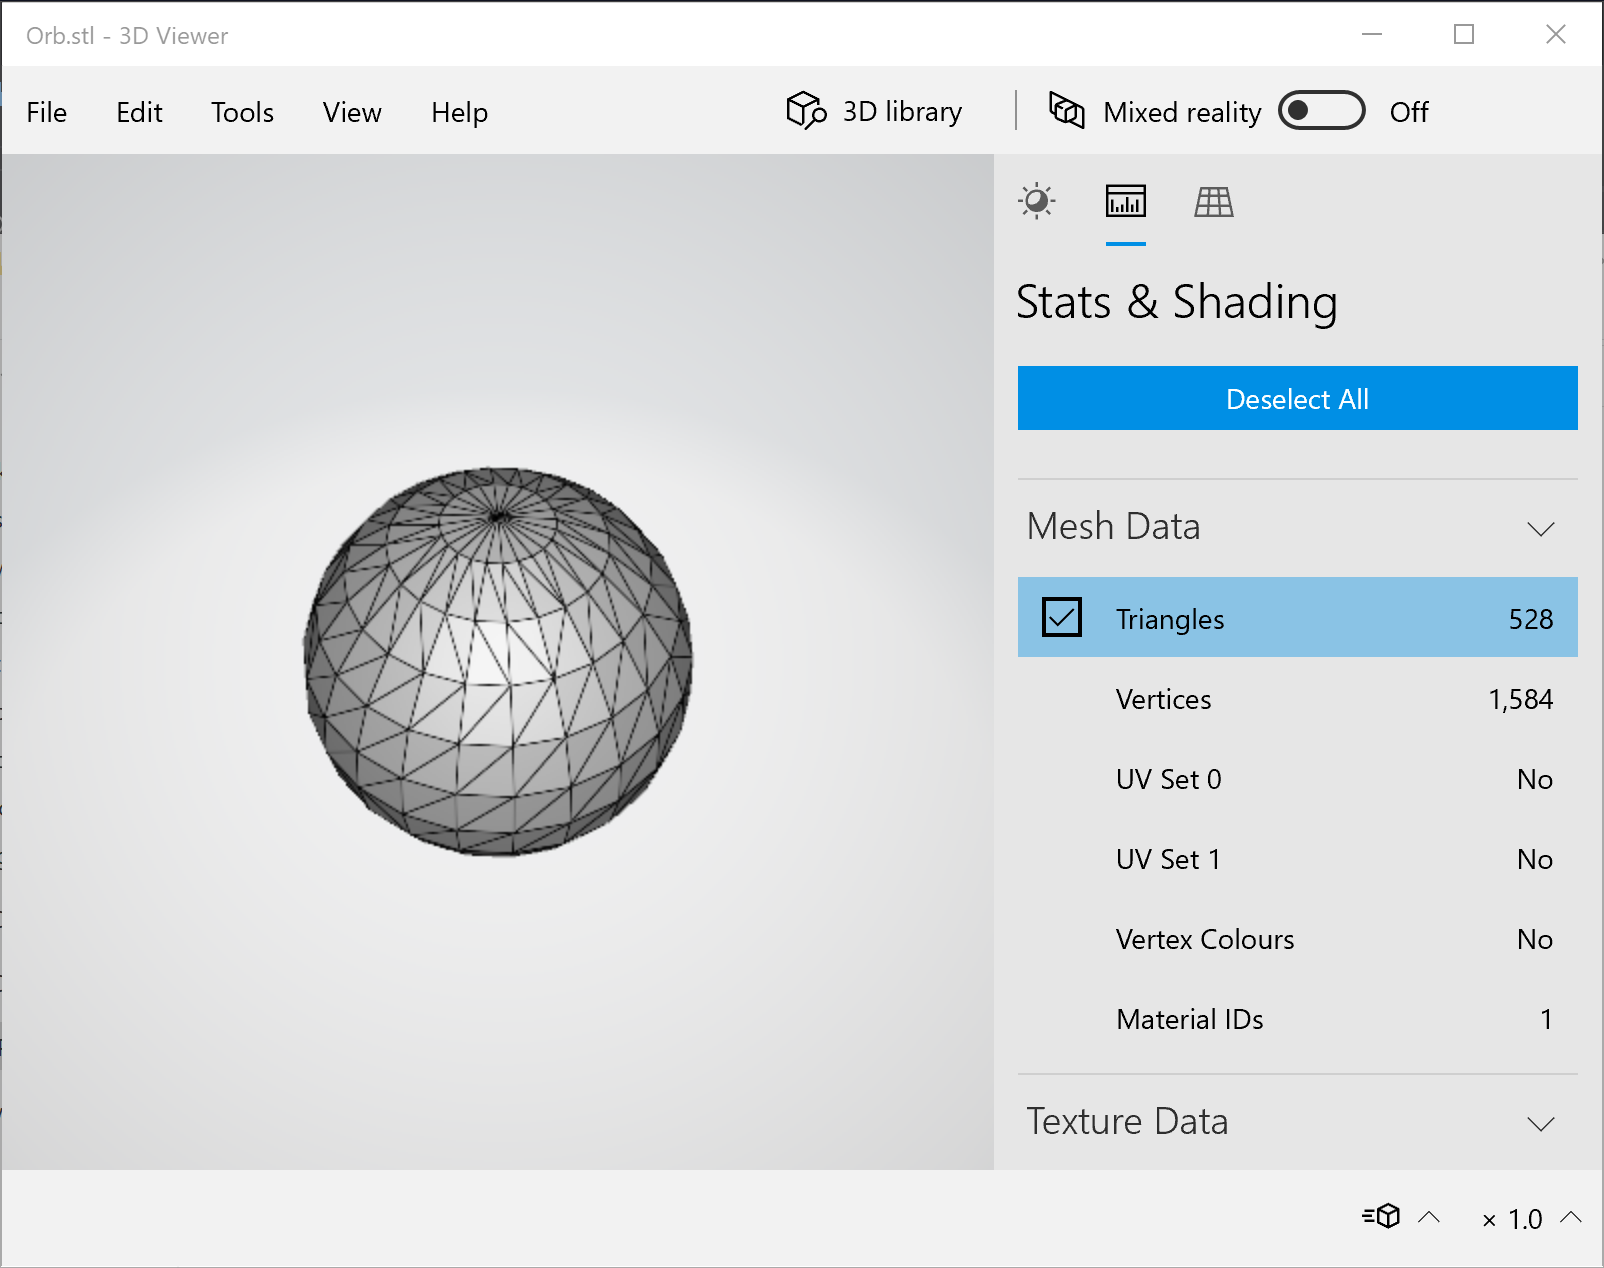 Orb.stl - 3D Viewer
File Edit Tools View Help 3D library Mixed reality Off
Stats & Shading
Deselect All
Mesh Data
Triangles 528
Vertices 1,584
UV Set 0 No
UV Set 1 No
Vertex Colours No
Material IDs 1
Texture Data
× 1.0